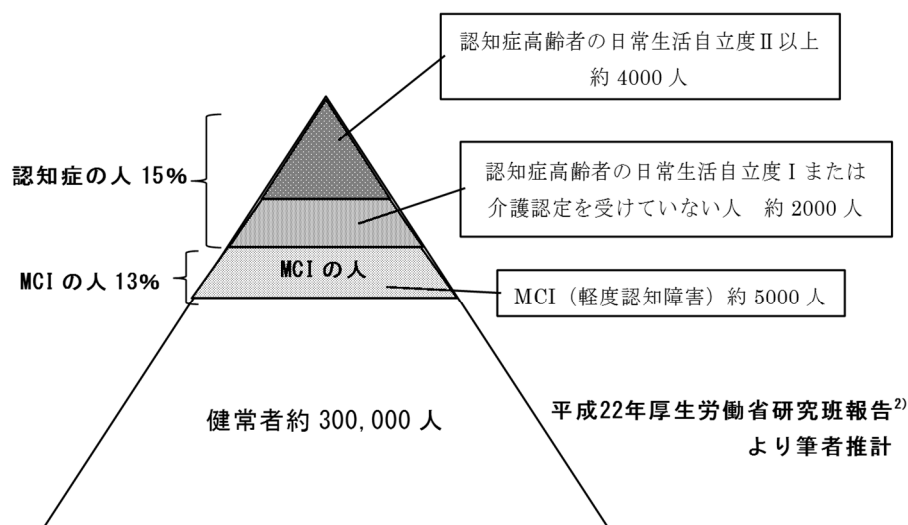 認知症高齢者の日常生活自立度Ⅱ以上
約 4000 人
認知症の人 15%
認知症高齢者の日常生活自立度Ⅰまたは
介護認定を受けていない人　約 2000 人
MCI の人 13%
MCI の人
MCI（軽度認知障害）約 5000 人
健常者約 300,000 人
平成22年厚生労働省研究班報告2)
より筆者推計